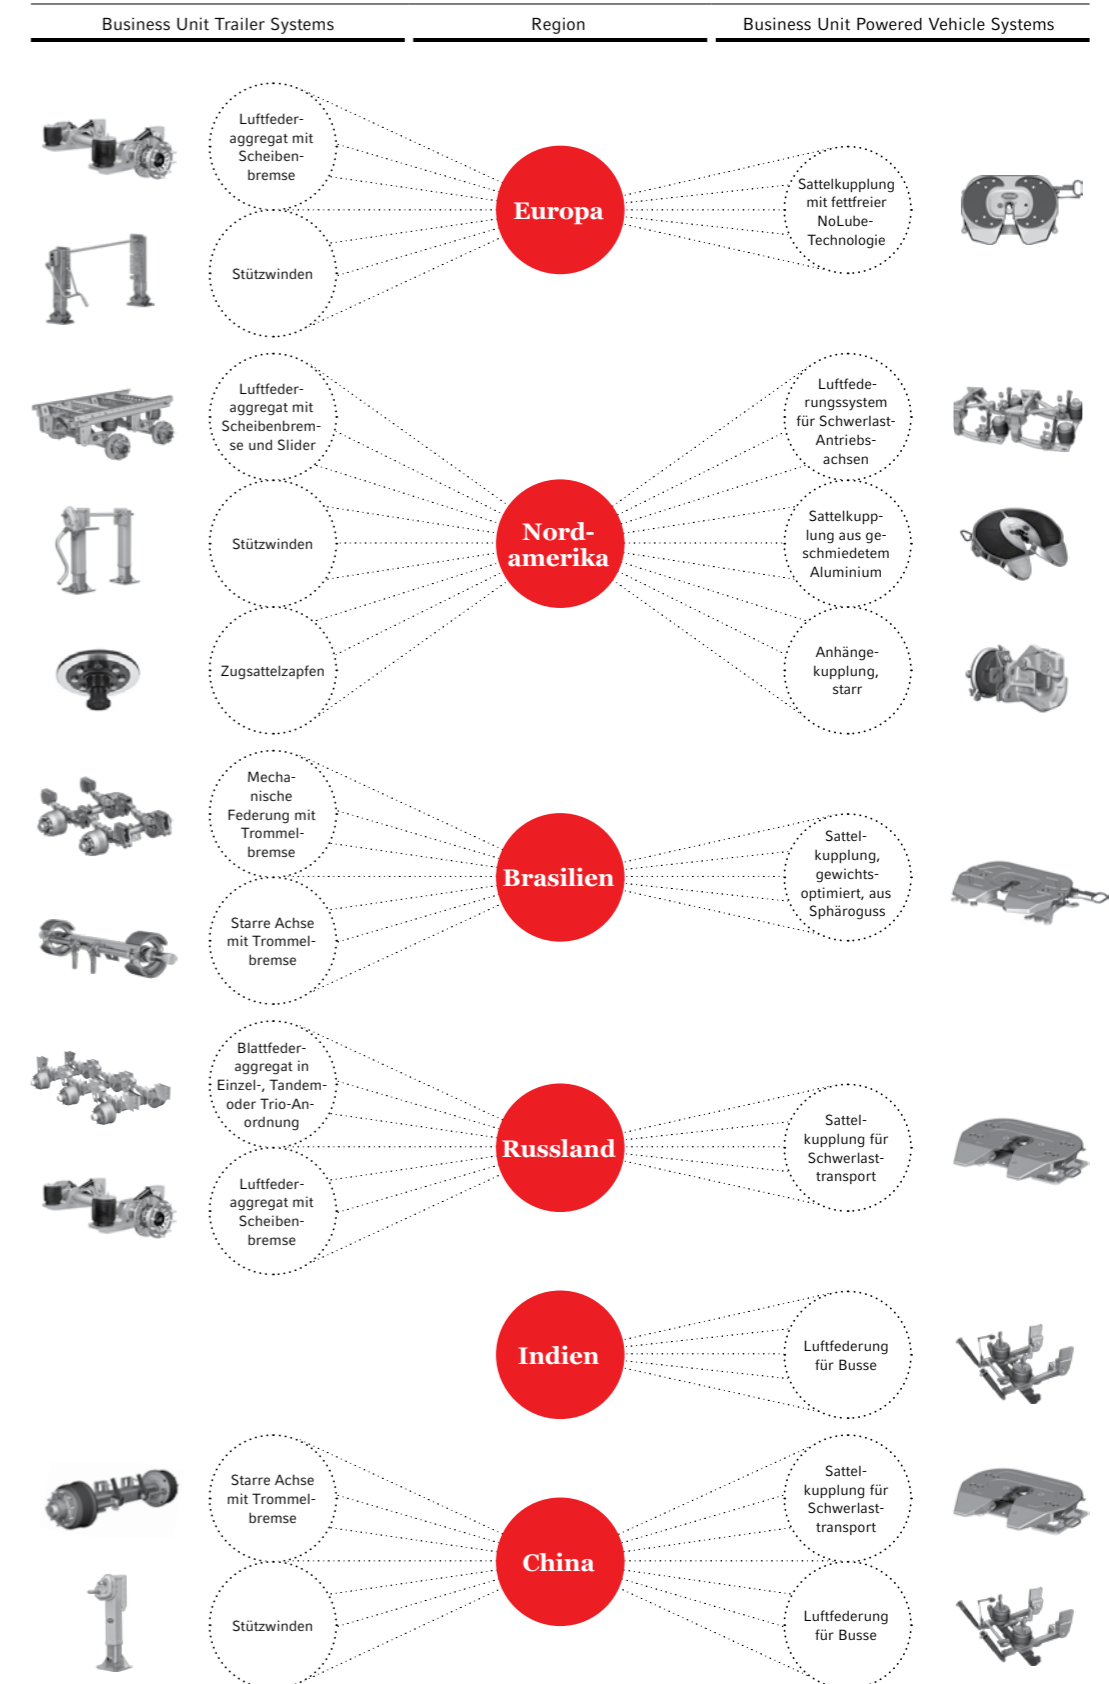 Business Unit Trailer Systems
Region
Business Unit Powered Vehicle Systems
Luftfeder-
aggregat mit
Scheiben-
bremse
Stützwinden
Europa
Sattelkupplung
mit fettfreier
NoLube-
Technologie
Luftfeder-
aggregat mit
Scheibenbrem-
se und Slider
Stützwinden
Zugsattelzapfen
Nord-
amerika
Luftfede-
rungssystem
für Schwerlast-
Antriebs-
achsen
Sattelkupp-
lung aus ge-
schmiedetem
Aluminium
Anhänge-
kupplung,
starr
Mecha-
nische
Federung mit
Trommel-
bremse
Starre Achse
mit Trommel-
bremse
Brasilien
Sattel-
kupplung,
gewichts-
optimiert, aus
Sphäroguss
Blattfeder-
aggregat in
Einzel-, Tandem-
oder Trio-An-
ordnung
Luftfeder-
aggregat mit
Scheiben-
bremse
Russland
Sattel-
kupplung für
Schwerlast-
transport
Indien
Luftfederung
für Busse
Starre Achse
mit Trommel-
bremse
Stützwinden
China
Sattel-
kupplung für
Schwerlast-
transport
Luftfederung
für Busse